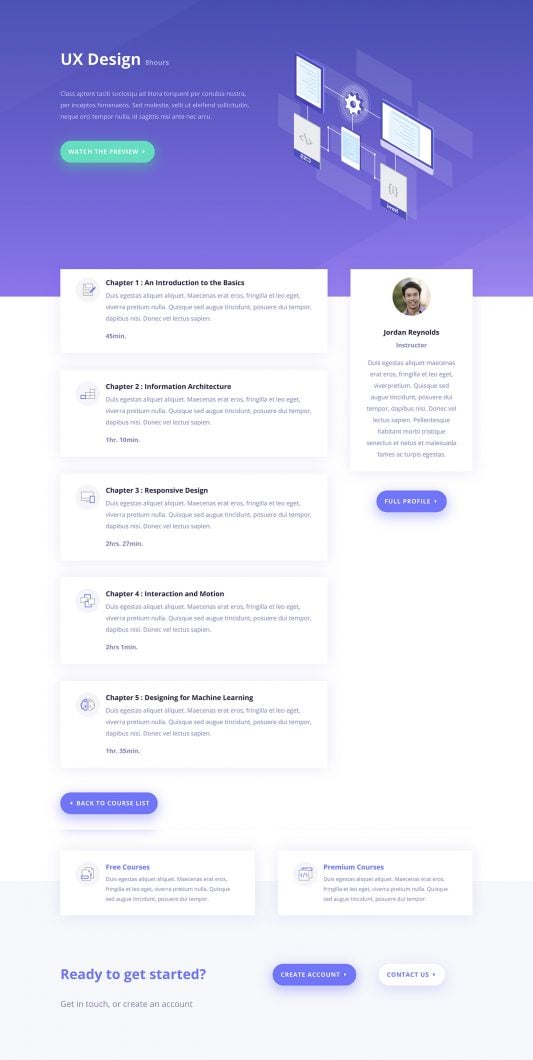 UX Design 8hours
Class aptent taciti sociosqu ad litora torquent per conubia nostra,
per inceptos himenaeos. Sed molestie, velit ut eleifend sollicitudin,
neque orci tempor nulla, id sagittis nisi ante nec arcu.
WATCH THE PREVIEW
CSS
{i}
html
Chapter 1 : An Introduction to the Basics
Duis egestas aliquet aliquet. Maecenas erat eros, fringilla et leo eget,
viverra pretium nulla. Quisque sed augue tincidunt, posuere dui tempor,
dapibus nisi. Donec vel lectus sapien.
45min.
Chapter 2 : Information Architecture
Duis egestas aliquet aliquet. Maecenas erat eros, fringilla et leo eget,
viverra pretium nulla. Quisque sed augue tincidunt, posuere dui tempor,
dapibus nisi. Donec vel lectus sapien.
1hr. 10min.
Chapter 3 : Responsive Design
Duis egestas aliquet aliquet. Maecenas erat eros, fringilla et leo eget,
viverra pretium nulla. Quisque sed augue tincidunt, posuere dui tempor,
dapibus nisi. Donec vel lectus sapien.
2hrs. 27min.
Chapter 4 : Interaction and Motion
Duis egestas aliquet aliquet. Maecenas erat eros, fringilla et leo eget,
viverra pretium nulla. Quisque sed augue tincidunt, posuere dui tempor,
dapibus nisi. Donec vel lectus sapien.
2hrs 1min.
Chapter 5 : Designing for Machine Learning
Duis egestas aliquet aliquet. Maecenas erat eros, fringilla et leo eget,
viverra pretium nulla. Quisque sed augue tincidunt, posuere dui tempor,
dapibus nisi. Donec vel lectus sapien.
1hr. 35min.
Jordan Reynolds
Instructor
Duis egestas aliquet maecenas
erat eros, fringilla et leo eget,
viverpretium. Quisque sed
augue tincidunt, posuere dui
tempor, dapibus nisi. Donec vel
lectus sapien. Pellentesque
habitant morbi tristique
senectus et netus et malesuada
fames ac turpis egestas.
FULL PROFILE
BACK TO COURSE LIST
Free Courses
Duis egestas aliquet aliquet. Maecenas erat eros,
fringilla et leo eget, viverra pretium nulla. Quisque
sed augue tincidunt, posuere dui tempor.
Premium Courses
Duis egestas aliquet aliquet. Maecenas erat eros,
fringilla et leo eget, viverra pretium nulla. Quisque
sed augue tincidunt, posuere dui tempor.
Ready to get started?
Get in touch, or create an account
CREATE ACCOUNT
CONTACT US